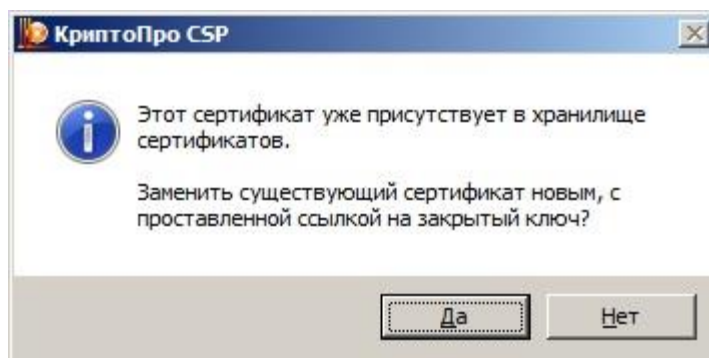 КриптоПро CSP
Этот сертификат уже присутствует в хранилище
сертификатов.
Заменить существующий сертификат новым, с
проставленной ссылкой на закрытый ключ?
Да
Нет